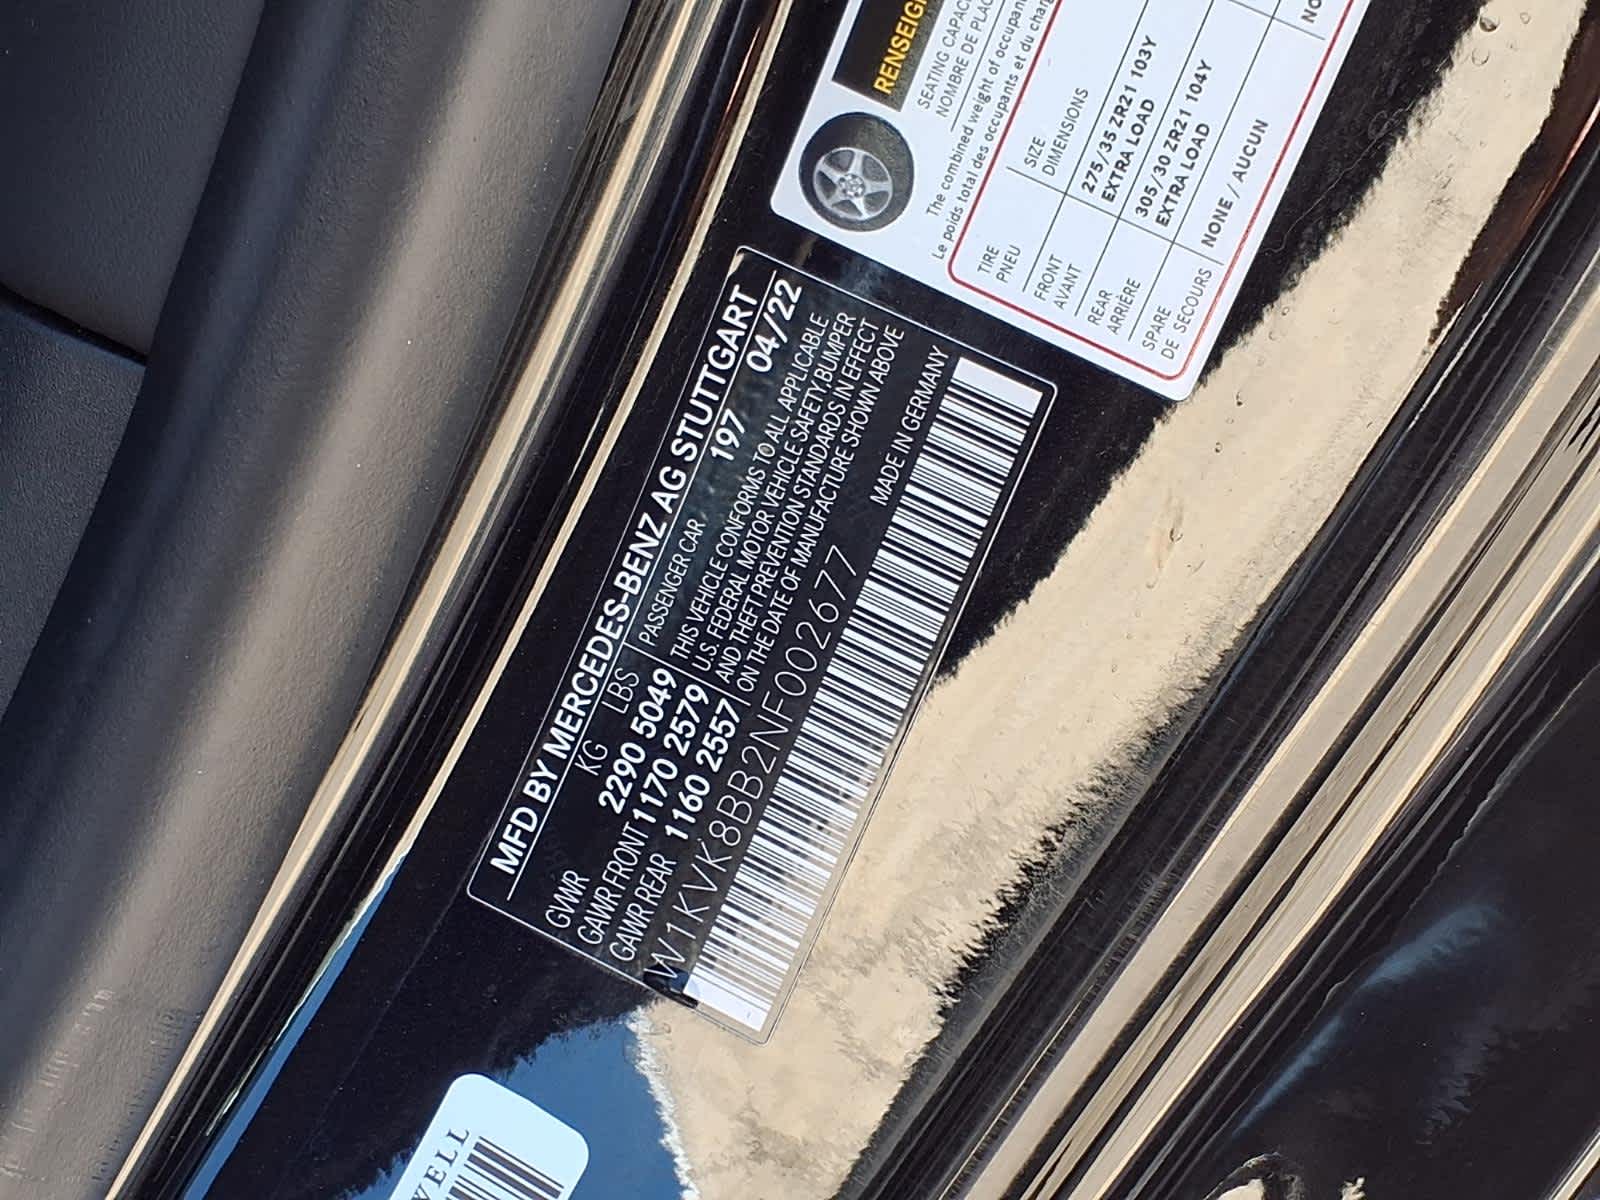 MFD BY MERCEDES-BENZ AG STUTTGART
KG LBS PASSENGER CAR 197 04/22
GVWR 2290 5049
GAWR FRONT 1170 2579
GAWR REAR 1160 2557
THIS VEHICLE CONFORMS TO ALL APPLICABLE
U.S. FEDERAL MOTOR VEHICLE SAFETY,BUMPER
AND THEFT PREVENTION STANDARDS IN EFFECT
ON THE DATE OF MANUFACTURE SHOWN ABOVE
W1KVK8BB2NF002677 MADE IN GERMANY
RENSEIG
SEATING CAPAC
NOMBRE DE PLAC
The combined weight of occupan
Le poids total des occupants et du char
TIRE SIZE
PNEU DIMENSIONS
FRONT 275/35 ZR21 103Y
AVANT EXTRA LOAD
REAR 305/30 ZR21 104Y
ARRIÈRE EXTRA LOAD
SPARE NONE / AUCUN
DE SECOURS
NO